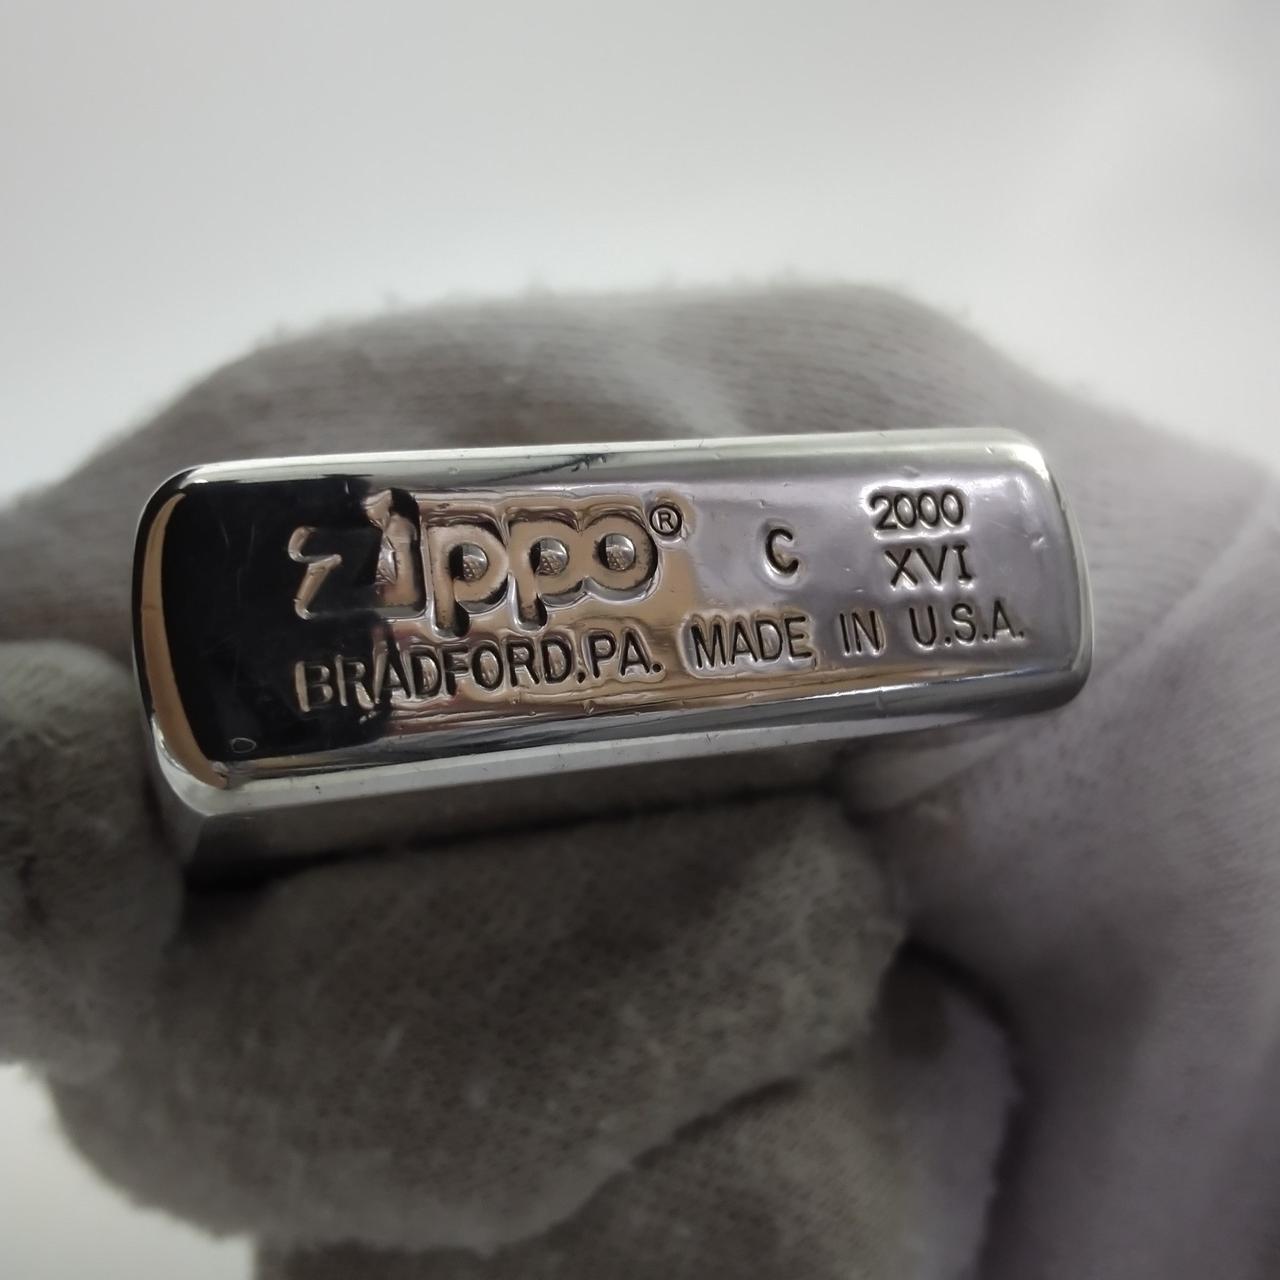 Zippo® C 2000
XVI
BRADFORD,PA. MADE IN U.S.A.